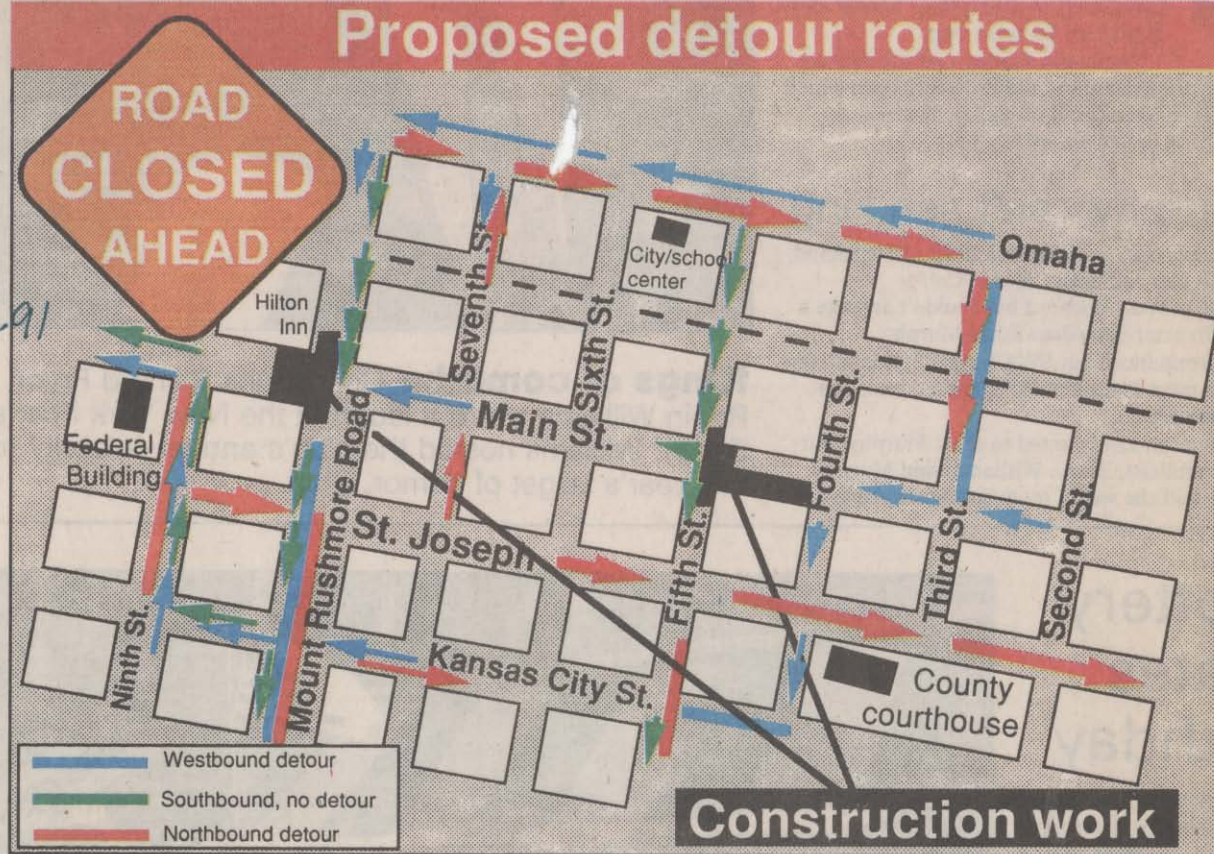 Proposed detour routes
ROAD
CLOSED
AHEAD
-91
Omaha
City/school
center
Hilton
Inn
Seventh St.
Sixth St.
Main St.
Federal
Building
Mount Rushmore Road
St. Joseph
Fourth St.
Fifth St.
Third St.
Second St.
Ninth St.
Kansas City St.
County
courthouse
Westbound detour
Southbound, no detour
Northbound detour
Construction work